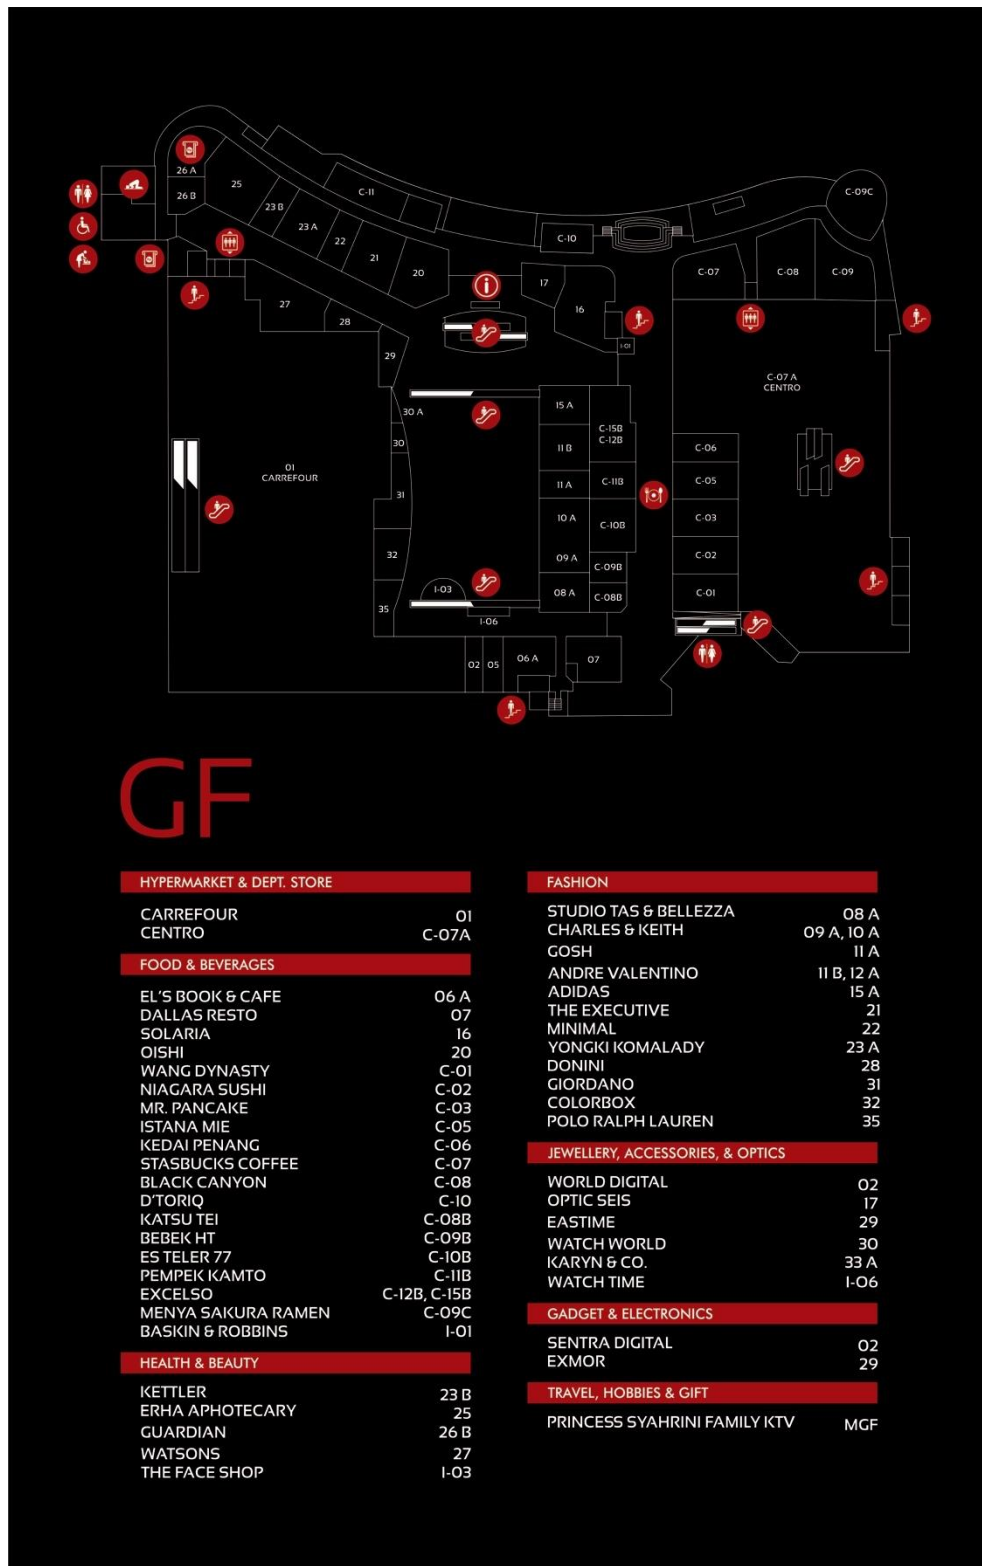 26 A
26 B
25
23 B
23 A
22
21
20
C-11
C-10
C-09C
17
16
I-01
C-07
C-08
C-09
27
28
29
30 A
30
31
32
35
01
CARREFOUR
15 A
11 B
11 A
10 A
09 A
08 A
C-15B
C-12B
C-11B
C-10B
C-09B
C-08B
C-07 A
CENTRO
C-06
C-05
C-03
C-02
C-01
I-03
I-06
02
05
06 A
07
GF
HYPERMARKET & DEPT. STORE
CARREFOUR 01
CENTRO C-07A
FOOD & BEVERAGES
EL'S BOOK & CAFE 06 A
DALLAS RESTO 07
SOLARIA 16
OISHI 20
WANG DYNASTY C-01
NIAGARA SUSHI C-02
MR. PANCAKE C-03
ISTANA MIE C-05
KEDAI PENANG C-06
STASBUCKS COFFEE C-07
BLACK CANYON C-08
D'TORIQ C-10
KATSU TEI C-08B
BEBEK HT C-09B
ES TELER 77 C-10B
PEMPEK KAMTO C-11B
EXCELSO C-12B, C-15B
MENYA SAKURA RAMEN C-09C
BASKIN & ROBBINS I-01
HEALTH & BEAUTY
KETTLER 23 B
ERHA APHOTECARY 25
GUARDIAN 26 B
WATSONS 27
THE FACE SHOP I-03
FASHION
STUDIO TAS & BELLEZZA 08 A
CHARLES & KEITH 09 A, 10 A
GOSH 11 A
ANDRE VALENTINO 11 B, 12 A
ADIDAS 15 A
THE EXECUTIVE 21
MINIMAL 22
YONGKI KOMALADY 23 A
DONINI 28
GIORDANO 31
COLORBOX 32
POLO RALPH LAUREN 35
JEWELLERY, ACCESSORIES, & OPTICS
WORLD DIGITAL 02
OPTIC SEIS 17
EASTIME 29
WATCH WORLD 30
KARYN & CO. 33 A
WATCH TIME I-06
GADGET & ELECTRONICS
SENTRA DIGITAL 02
EXMOR 29
TRAVEL, HOBBIES & GIFT
PRINCESS SYAHRINI FAMILY KTV MGF